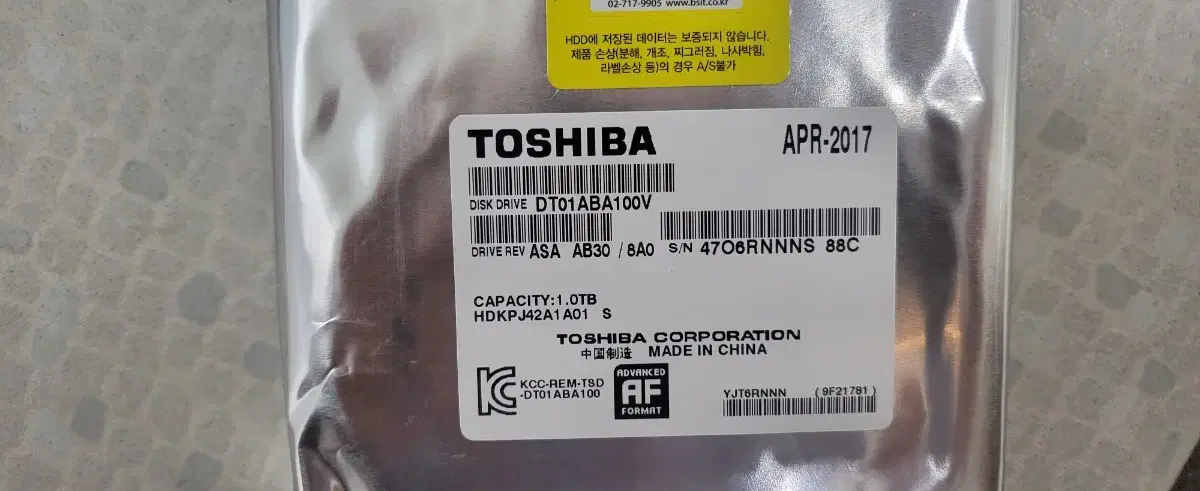 02-717-9905 www.bsit.co.kr
HDD에 저장된 데이터는 보증되지 않습니다.
제품 손상(분해, 개조, 찌그러짐, 나사박힘,
라벨손상 등)의 경우 A/S불가
TOSHIBA APR-2017
DISK DRIVE DT01ABA100V
DRIVE REV ASA AB30 / 8A0 S/N 47O6RNNNS 88C
CAPACITY:1.0TB
HDKPJ42A1A01 S
TOSHIBA CORPORATION
中国制造 MADE IN CHINA
KCC-REM-TSD
-DT01ABA100
ADVANCED
AF
FORMAT
YJT6RNNN (9F21781)